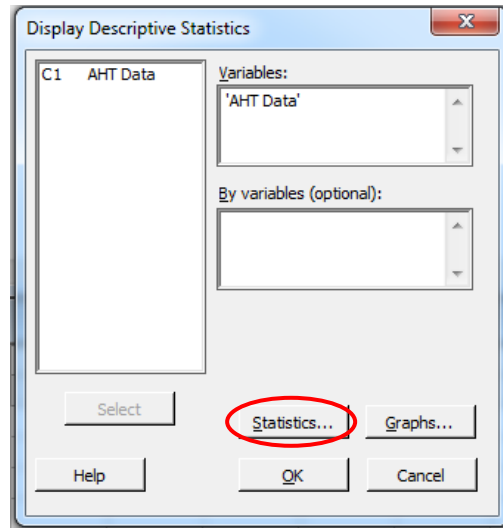 Display Descriptive Statistics
C1 AHT Data
Variables:
'AHT Data'
By variables (optional):
Select
Statistics...
Graphs...
Help
OK
Cancel